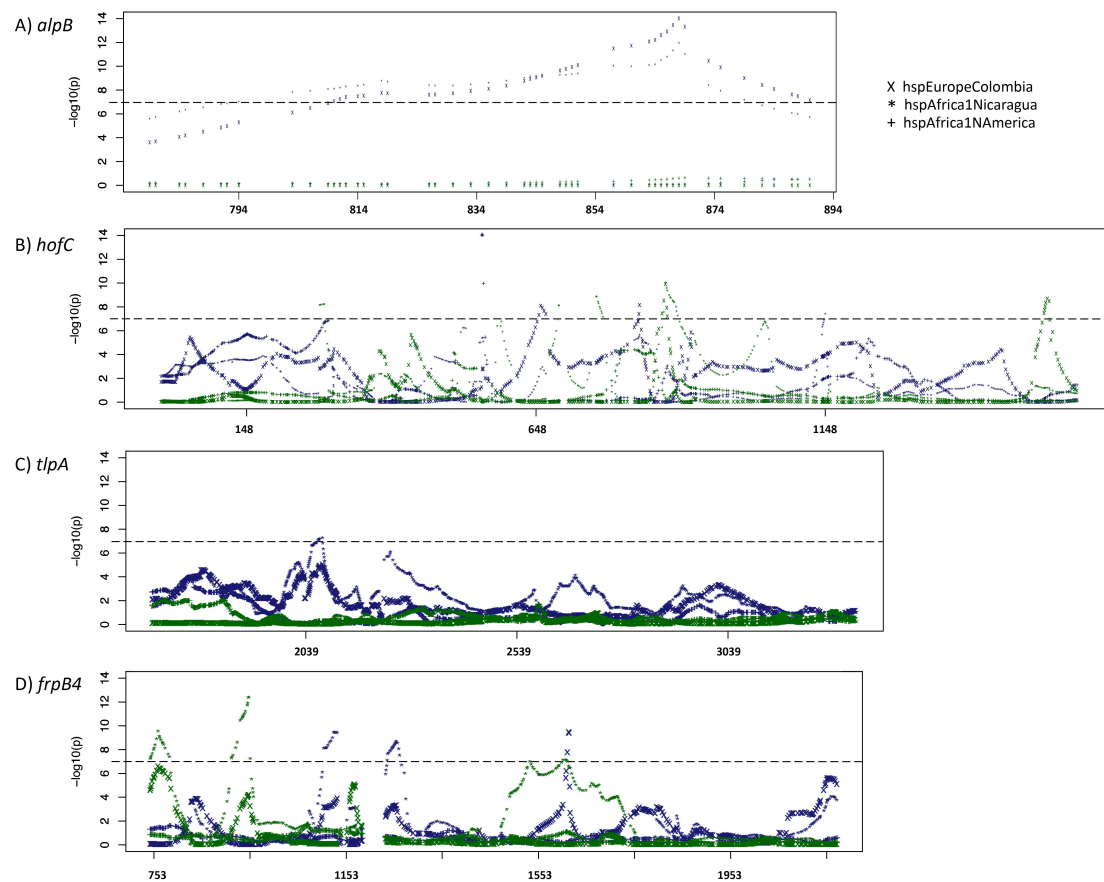 A) alpB
−log10(p)
14
12
10
8
6
4
2
0
794 814 834 854 874 894
X hspEuropeColombia
* hspAfrica1Nicaragua
+ hspAfrica1NAmerica
B) hofC
−log10(p)
14
12
10
8
6
4
2
0
148 648 1148
C) tlpA
−log10(p)
14
12
10
8
6
4
2
0
2039 2539 3039
D) frpB4
−log10(p)
14
12
10
8
6
4
2
0
753 1153 1553 1953